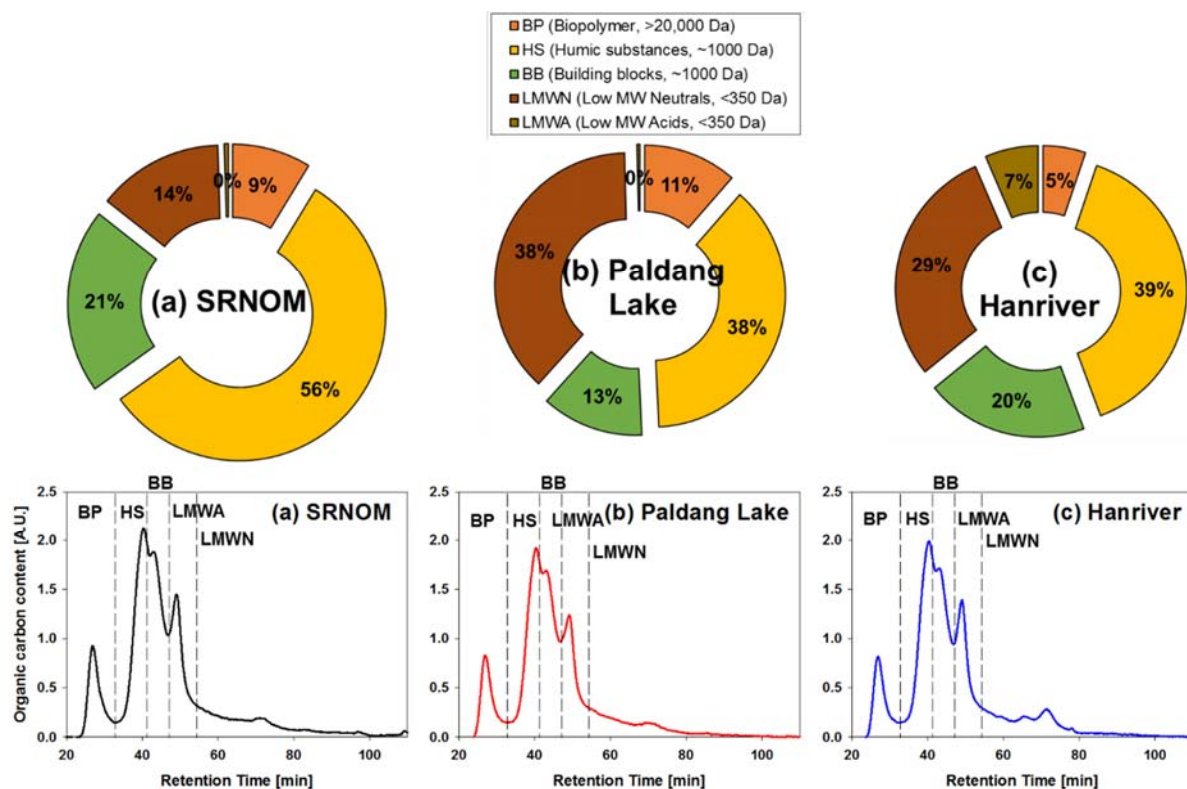 BP (Biopolymer, >20,000 Da)
HS (Humic substances, ~1000 Da)
BB (Building blocks, ~1000 Da)
LMWN (Low MW Neutrals, <350 Da)
LMWA (Low MW Acids, <350 Da)
14%
0%
9%
21%
(a) SRNOM
56%
0%
11%
38%
(b) Paldang
Lake
38%
13%
7%
5%
29%
(c)
Hanriver
39%
20%
Organic carbon content [A.U.]
2.5
2.0
1.5
1.0
0.5
0.0
BB
BP
HS
LMWA
LMWN
(a) SRNOM
20
40
60
80
100
Retention Time [min]
2.5
2.0
1.5
1.0
0.5
0.0
BB
BP
HS
LMWA
LMWN
(b) Paldang Lake
20
40
60
80
100
Retention Time [min]
2.5
2.0
1.5
1.0
0.5
0.0
BB
BP
HS
LMWA
LMWN
(c) Hanriver
20
40
60
80
100
Retention Time [min]